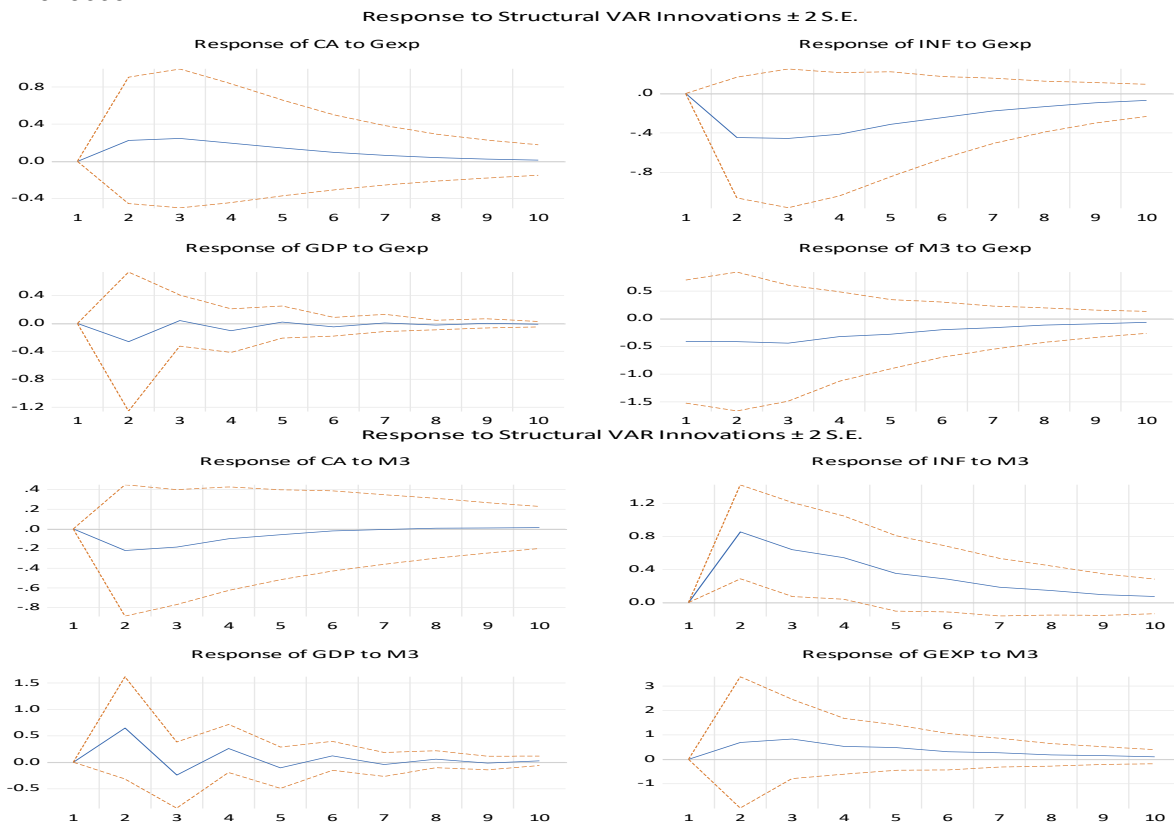 Response to Structural VAR Innovations ± 2 S.E.
Response of CA to Gexp
0.8
0.4
0.0
-0.4
1 2 3 4 5 6 7 8 9 10
Response of INF to Gexp
.0
-.4
-.8
1 2 3 4 5 6 7 8 9 10
Response of GDP to Gexp
0.4
0.0
-0.4
-0.8
-1.2
1 2 3 4 5 6 7 8 9 10
Response of M3 to Gexp
0.5
0.0
-0.5
-1.0
-1.5
1 2 3 4 5 6 7 8 9 10
Response to Structural VAR Innovations ± 2 S.E.
Response of CA to M3
.4
.2
.0
-.2
-.4
-.6
-.8
1 2 3 4 5 6 7 8 9 10
Response of INF to M3
1.2
0.8
0.4
0.0
1 2 3 4 5 6 7 8 9 10
Response of GDP to M3
1.5
1.0
0.5
0.0
-0.5
1 2 3 4 5 6 7 8 9 10
Response of GEXP to M3
3
2
1
0
-1
1 2 3 4 5 6 7 8 9 10